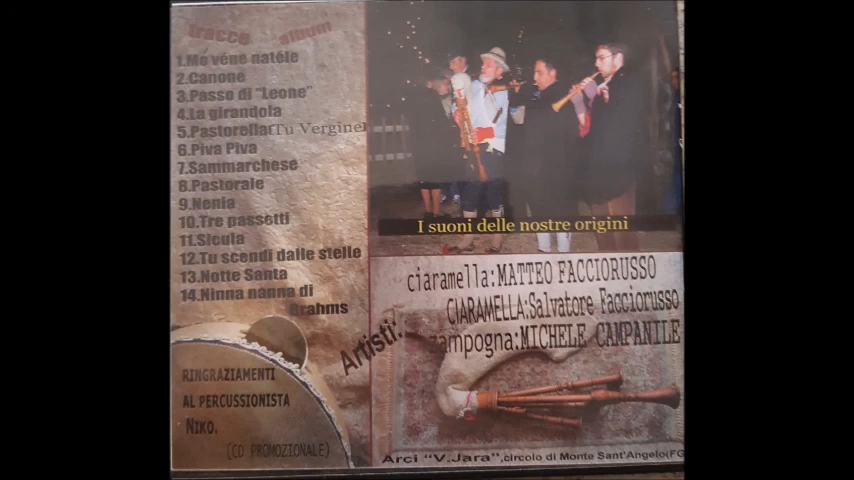 tracce album
1.Mo vène natèle
2.Canone
3.Passo di "Leone"
4.La girandola
5.Pastorella(Tu Vergine)
6.Piva Piva
7.Sammarchese
8.Pastorale
9.Nenia
10.Tre passetti
11.Sicula
12.Tu scendi dalle stelle
13.Notte Santa
14.Ninna nanna di
Brahms
RINGRAZIAMENTI
AL PERCUSSIONISTA
NIKO.
(CD PROMOZIONALE)
I suoni delle nostre origini
Artisti:
ciaramella:MATTEO FACCIORUSSO
CIARAMELLA:Salvatore Facciorusso
zampogna:MICHELE CAMPANILE
Arci "V.Jara",circolo di Monte Sant'Angelo(FG